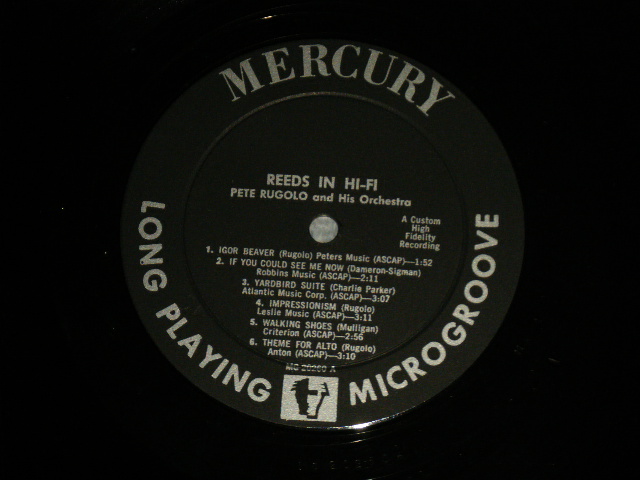 MERCURY
REEDS IN HI-FI
PETE RUGOLO and His Orchestra
A Custom
High
Fidelity
Recording
1. IGOR BEAVER (Rugolo) Peters Music (ASCAP)—1:52
2. IF YOU COULD SEE ME NOW (Dameron-Sigman)
Robbins Music (ASCAP)—2:11
3. YARDBIRD SUITE (Charlie Parker)
Atlantic Music Corp. (ASCAP)—3:07
4. IMPRESSIONISM (Rugolo)
Leslie Music (ASCAP)—3:11
5. WALKING SHOES (Mulligan)
Criterion (ASCAP)—2:56
6. THEME FOR ALTO (Rugolo)
Anton (ASCAP)—3:10
MG 20260 A
LONG PLAYING
MICROGROOVE